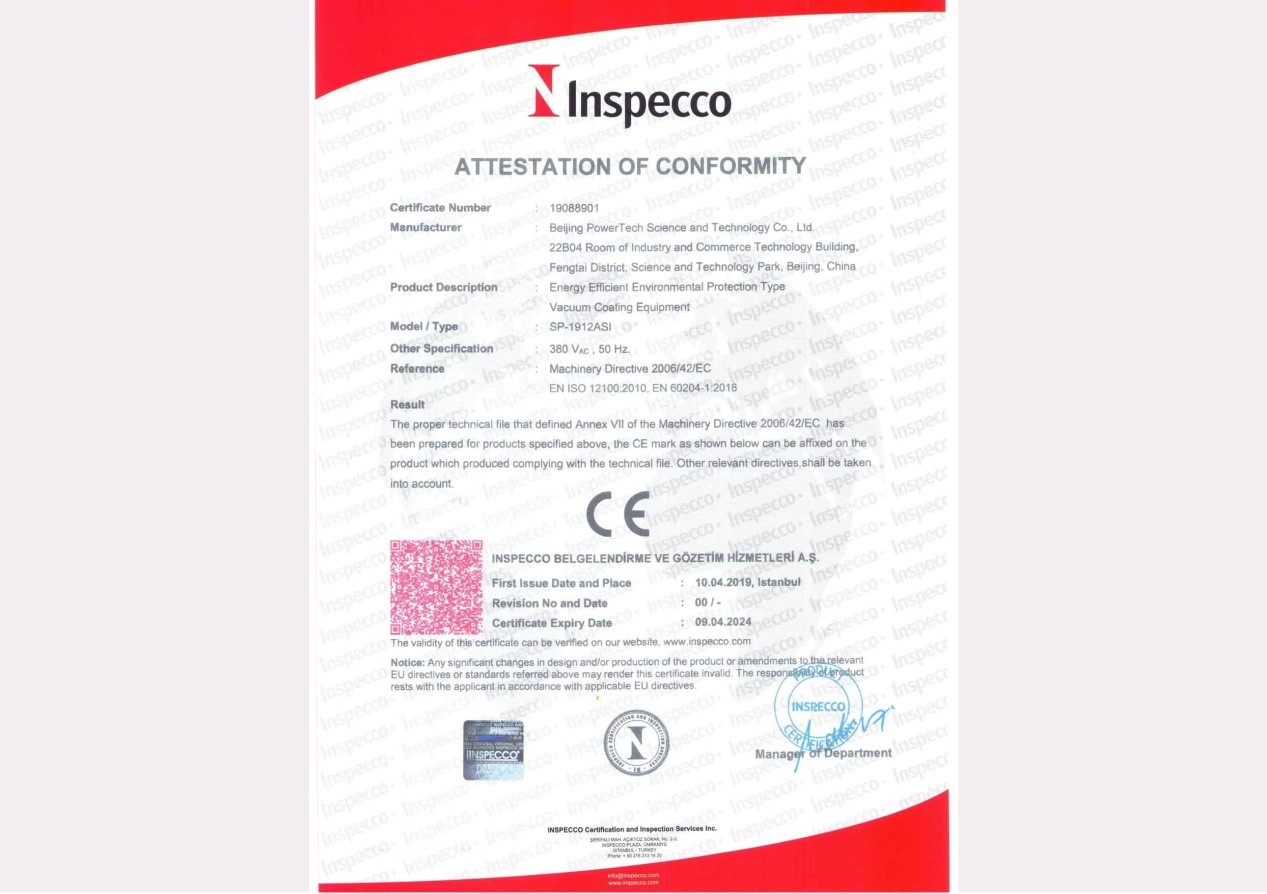 Inspecco
ATTESTATION OF CONFORMITY
Certificate Number : 19088901
Manufacturer : Beijing PowerTech Science and Technology Co., Ltd.
22B04 Room of Industry and Commerce Technology Building,
Fengtai District, Science and Technology Park, Beijing, China
Product Description : Energy Efficient Environmental Protection Type
Vacuum Coating Equipment
Model / Type : SP-1912ASI
Other Specification : 380 VAC , 50 Hz.
Reference : Machinery Directive 2006/42/EC
EN ISO 12100:2010, EN 60204-1:2018
Result
The proper technical file that defined Annex VII of the Machinery Directive 2006/42/EC has
been prepared for products specified above, the CE mark as shown below can be affixed on the
product which produced complying with the technical file. Other relevant directives shall be taken
into account.
CE
INSPECCO BELGELENDİRME VE GÖZETİM HİZMETLERİ A.Ş.
First Issue Date and Place : 10.04.2019, Istanbul
Revision No and Date : 00 / -
Certificate Expiry Date : 09.04.2024
The validity of this certificate can be verified on our website, www.inspecco.com
Notice: Any significant changes in design and/or production of the product or amendments to the relevant
EU directives or standards referred above may render this certificate invalid. The responsibility of product
rests with the applicant in accordance with applicable EU directives.
PRODUCT
INSPECCO
INSPECCO
N
Manager of Department
INSPECCO Certification and Inspection Services Inc.
INSPECCO PLAZA, ÜMRANİYE
İSTANBUL - TURKEY
info@inspecco.com
www.inspecco.com